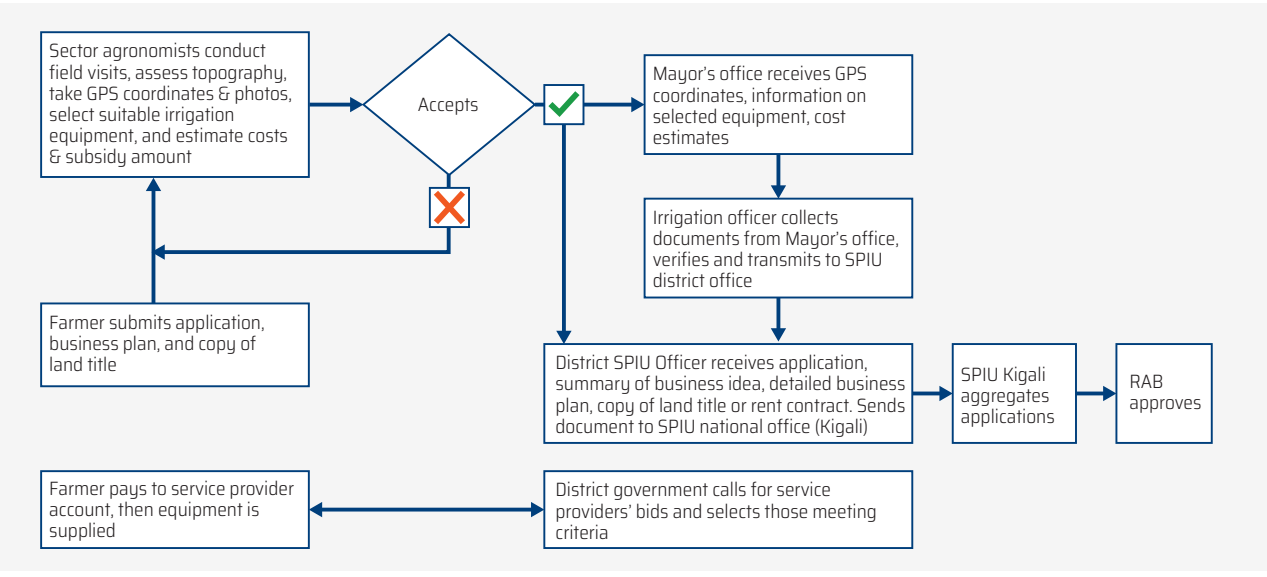 Sector agronomists conduct
field visits, assess topography,
take GPS coordinates & photos,
select suitable irrigation
equipment, and estimate costs
& subsidy amount
Accepts
Mayor's office receives GPS
coordinates, information on
selected equipment, cost
estimates
Irrigation officer collects
documents from Mayor's office,
verifies and transmits to SPIU
district office
Farmer submits application,
business plan, and copy of
land title
District SPIU Officer receives application,
summary of business idea, detailed business
plan, copy of land title or rent contract. Sends
document to SPIU national office (Kigali)
SPIU Kigali
aggregates
applications
RAB
approves
Farmer pays to service provider
account, then equipment is
supplied
District government calls for service
providers' bids and selects those meeting
criteria